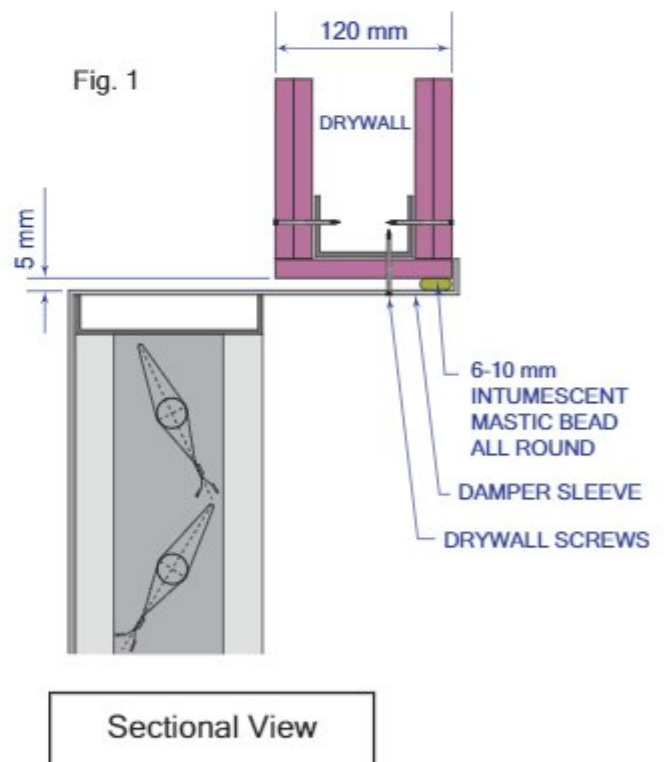 120 mm
Fig. 1
DRYWALL
5 mm
6-10 mm
INTUMESCENT
MASTIC BEAD
ALL ROUND
DAMPER SLEEVE
DRYWALL SCREWS
Sectional View